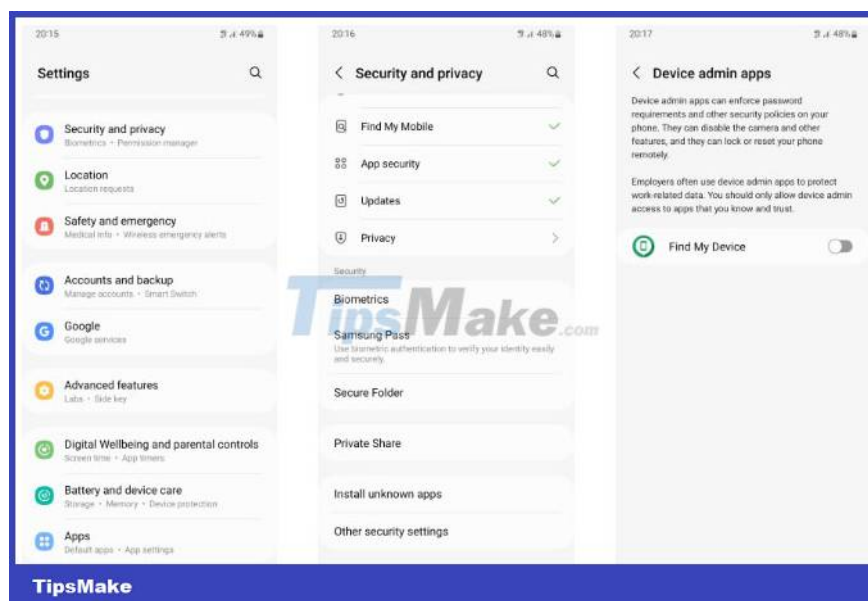 20:15
49%
Settings
Security and privacy
Biometrics • Permission manager
Location
Location requests
Safety and emergency
Medical info • Wireless emergency alerts
Accounts and backup
Manage accounts • Smart Switch
Google
Google services
Advanced features
Labs • Side key
Digital Wellbeing and parental controls
Screen time • App timers
Battery and device care
Storage • Memory • Device protection
Apps
Default apps • App settings
20:16
48%
Security and privacy
Find My Mobile
App security
Updates
Privacy
Security
Biometrics
Samsung Pass
Use biometric authentication to verify your identity easily
and securely.
Secure Folder
Private Share
Install unknown apps
Other security settings
20:17
48%
Device admin apps
Device admin apps can enforce password
requirements and other security policies on your
phone. They can disable the camera and other
features, and they can lock or reset your phone
remotely.
Employers often use device admin apps to protect
work-related data. You should only allow device admin
access to apps that you know and trust.
Find My Device
TipsMake.com
TipsMake